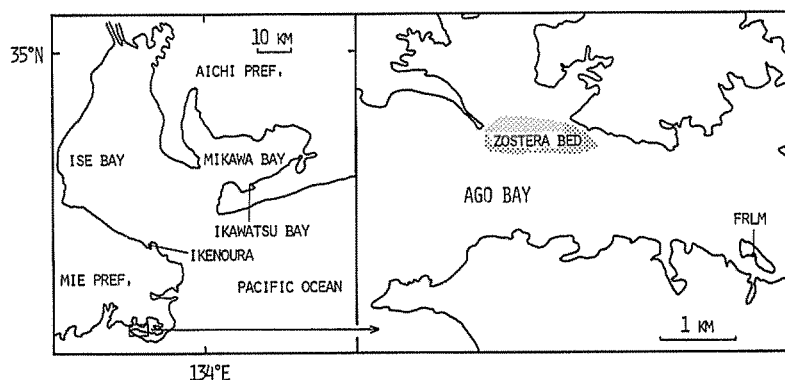 35°N
10 KM
AICHI PREF.
ISE BAY
MIKAWA BAY
IKAWATSU BAY
IKENOURA
MIE PREF.
PACIFIC OCEAN
134°E
ZOSTERA BED
AGO BAY
FRLM
1 KM